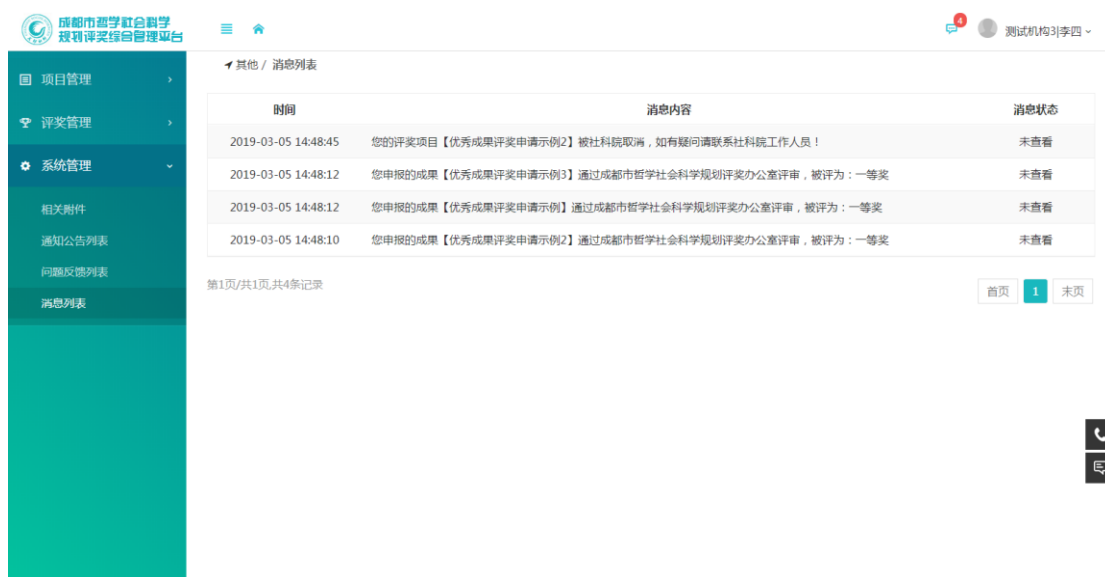 成都市哲学社会科学
规划评奖综合管理平台
4
测试机构3|李四
项目管理
评奖管理
系统管理
相关附件
通知公告列表
问题反馈列表
消息列表
其他 / 消息列表
时间 消息内容 消息状态
2019-03-05 14:48:45 您的评奖项目【优秀成果评奖申请示例2】被社科院取消，如有疑问请联系社科院工作人员！ 未查看
2019-03-05 14:48:12 您申报的成果【优秀成果评奖申请示例3】通过成都市哲学社会科学规划评奖办公室评审，被评为：一等奖 未查看
2019-03-05 14:48:12 您申报的成果【优秀成果评奖申请示例】通过成都市哲学社会科学规划评奖办公室评审，被评为：一等奖 未查看
2019-03-05 14:48:10 您申报的成果【优秀成果评奖申请示例2】通过成都市哲学社会科学规划评奖办公室评审，被评为：一等奖 未查看
第1页/共1页,共4条记录
首页 1 末页